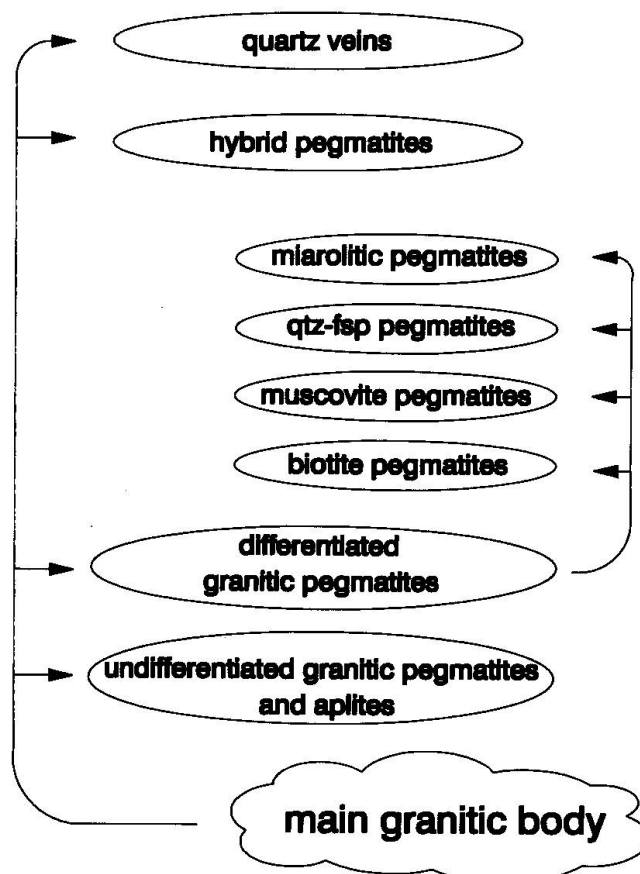 quartz veins
hybrid pegmatites
miarolitic pegmatites
qtz-fsp pegmatites
muscovite pegmatites
biotite pegmatites
differentiated
granitic pegmatites
undifferentiated granitic pegmatites
and aplites
main granitic body